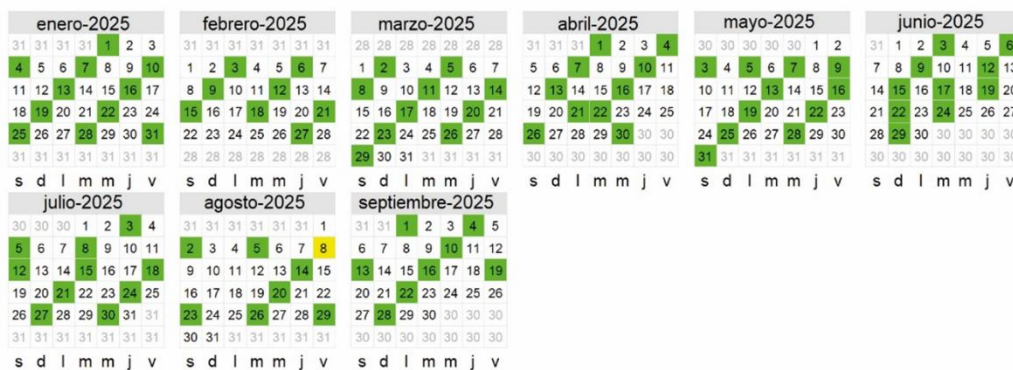 enero-2025
31 31 31 31 1 2 3
4 5 6 7 8 9 10
11 12 13 14 15 16 17
18 19 20 21 22 23 24
25 26 27 28 29 30 31
31 31 31 31 31 31 31
s d l m m j v
febrero-2025
31 31 31 31 31 31 31
1 2 3 4 5 6 7
8 9 10 11 12 13 14
15 16 17 18 19 20 21
22 23 24 25 26 27 28
28 28 28 28 28 28 28
s d l m m j v
marzo-2025
28 28 28 28 28 28 28
1 2 3 4 5 6 7
8 9 10 11 12 13 14
15 16 17 18 19 20 21
22 23 24 25 26 27 28
29 30 31 31 31 31 31
s d l m m j v
abril-2025
31 31 31 1 2 3 4
5 6 7 8 9 10 11
12 13 14 15 16 17 18
19 20 21 22 23 24 25
26 27 28 29 30 30 30
30 30 30 30 30 30 30
s d l m m j v
mayo-2025
30 30 30 30 30 1 2
3 4 5 6 7 8 9
10 11 12 13 14 15 16
17 18 19 20 21 22 23
24 25 26 27 28 29 30
31 31 31 31 31 31 31
s d l m m j v
junio-2025
31 1 2 3 4 5 6
7 8 9 10 11 12 13
14 15 16 17 18 19 20
21 22 23 24 25 26 27
28 29 30 30 30 30 30
30 30 30 30 30 30 30
s d l m m j v
julio-2025
30 30 30 1 2 3 4
5 6 7 8 9 10 11
12 13 14 15 16 17 18
19 20 21 22 23 24 25
26 27 28 29 30 31 31
31 31 31 31 31 31 31
s d l m m j v
agosto-2025
31 31 31 31 31 31 1
2 3 4 5 6 7 8
9 10 11 12 13 14 15
16 17 18 19 20 21 22
23 24 25 26 27 28 29
30 31 31 31 31 31 31
s d l m m j v
septiembre-2025
31 31 1 2 3 4 5
6 7 8 9 10 11 12
13 14 15 16 17 18 19
20 21 22 23 24 25 26
27 28 29 30 30 30 30
30 30 30 30 30 30 30
s d l m m j v